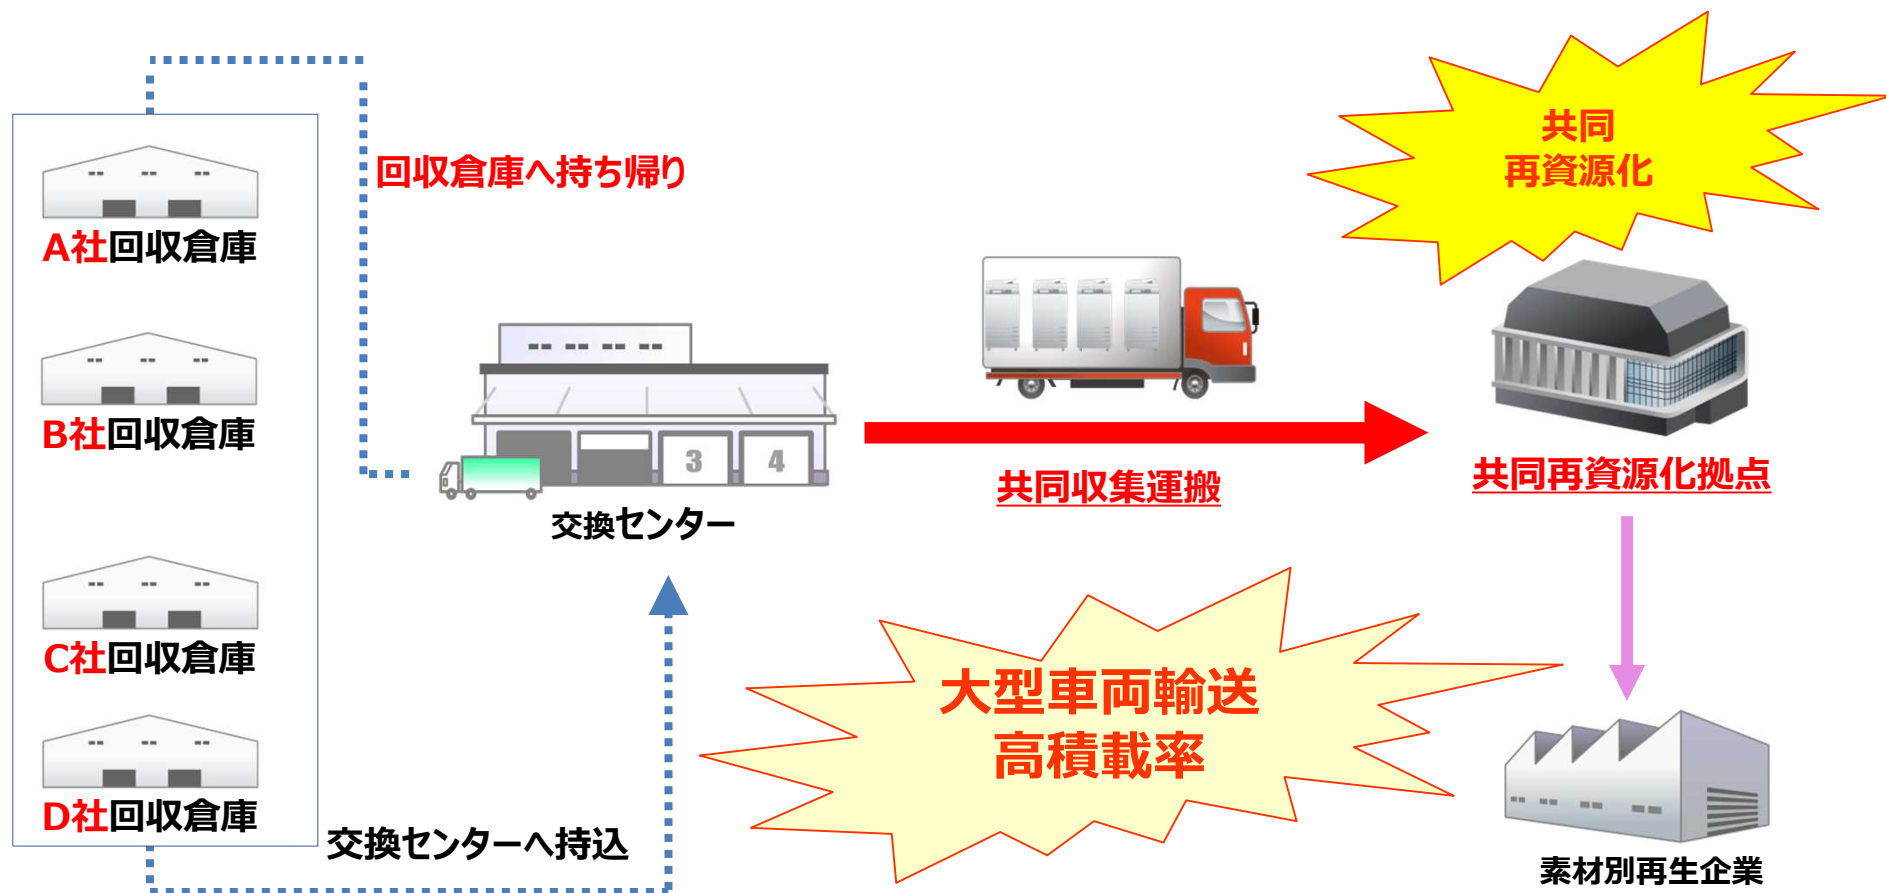 共同
再資源化
回収倉庫へ持ち帰り
A社回収倉庫
B社回収倉庫
3 4
共同収集運搬
共同再資源化拠点
交換センター
C社回収倉庫
大型車両輸送
高積載率
D社回収倉庫
交換センターへ持込
素材別再生企業